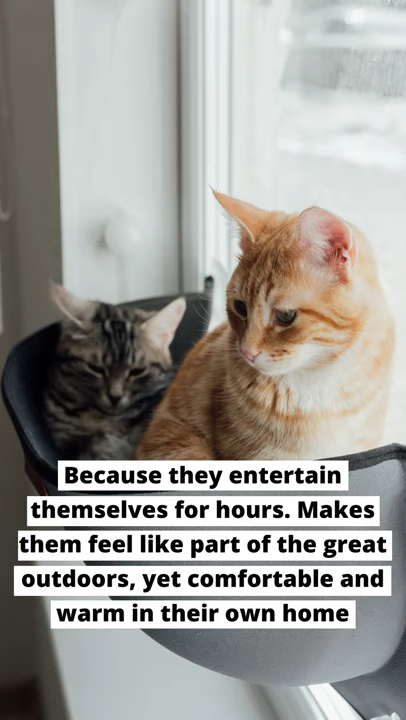 Because they entertain
themselves for hours. Makes
them feel like part of the great
outdoors, yet comfortable and
warm in their own home